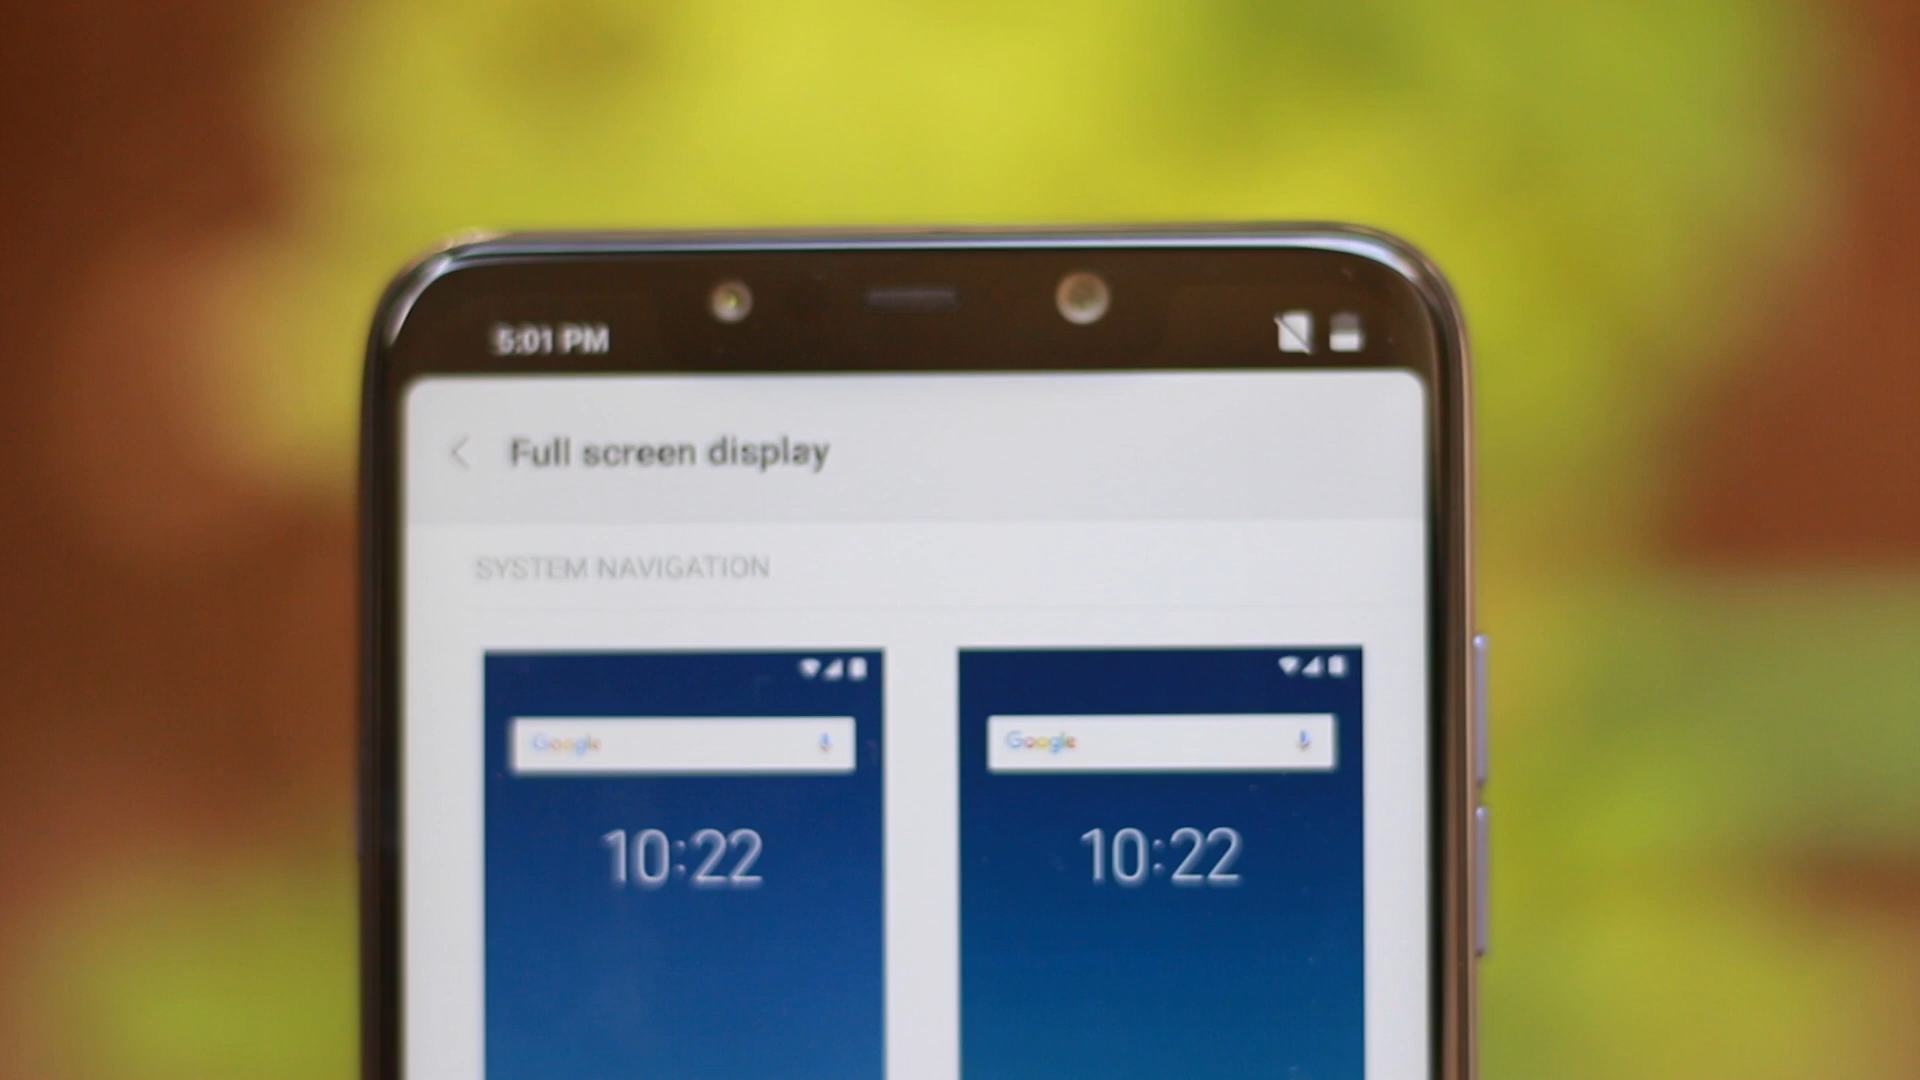 5:01 PM
Full screen display
SYSTEM NAVIGATION
Google
Google
10:22
10:22